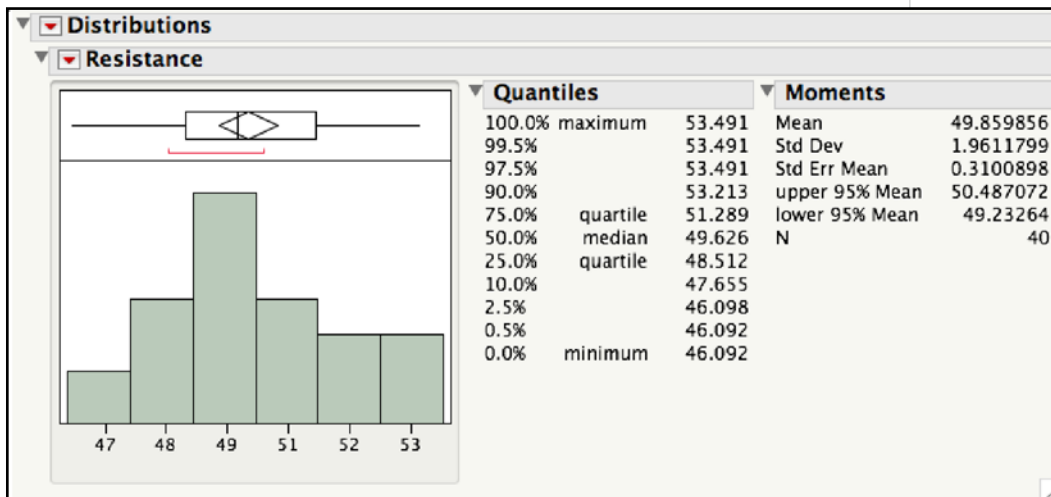 Distributions
Resistance
47 48 49 51 52 53
Quantiles
100.0% maximum 53.491
99.5% 53.491
97.5% 53.491
90.0% 53.213
75.0% quartile 51.289
50.0% median 49.626
25.0% quartile 48.512
10.0% 47.655
2.5% 46.098
0.5% 46.092
0.0% minimum 46.092
Moments
Mean 49.859856
Std Dev 1.9611799
Std Err Mean 0.3100898
upper 95% Mean 50.487072
lower 95% Mean 49.23264
N 40